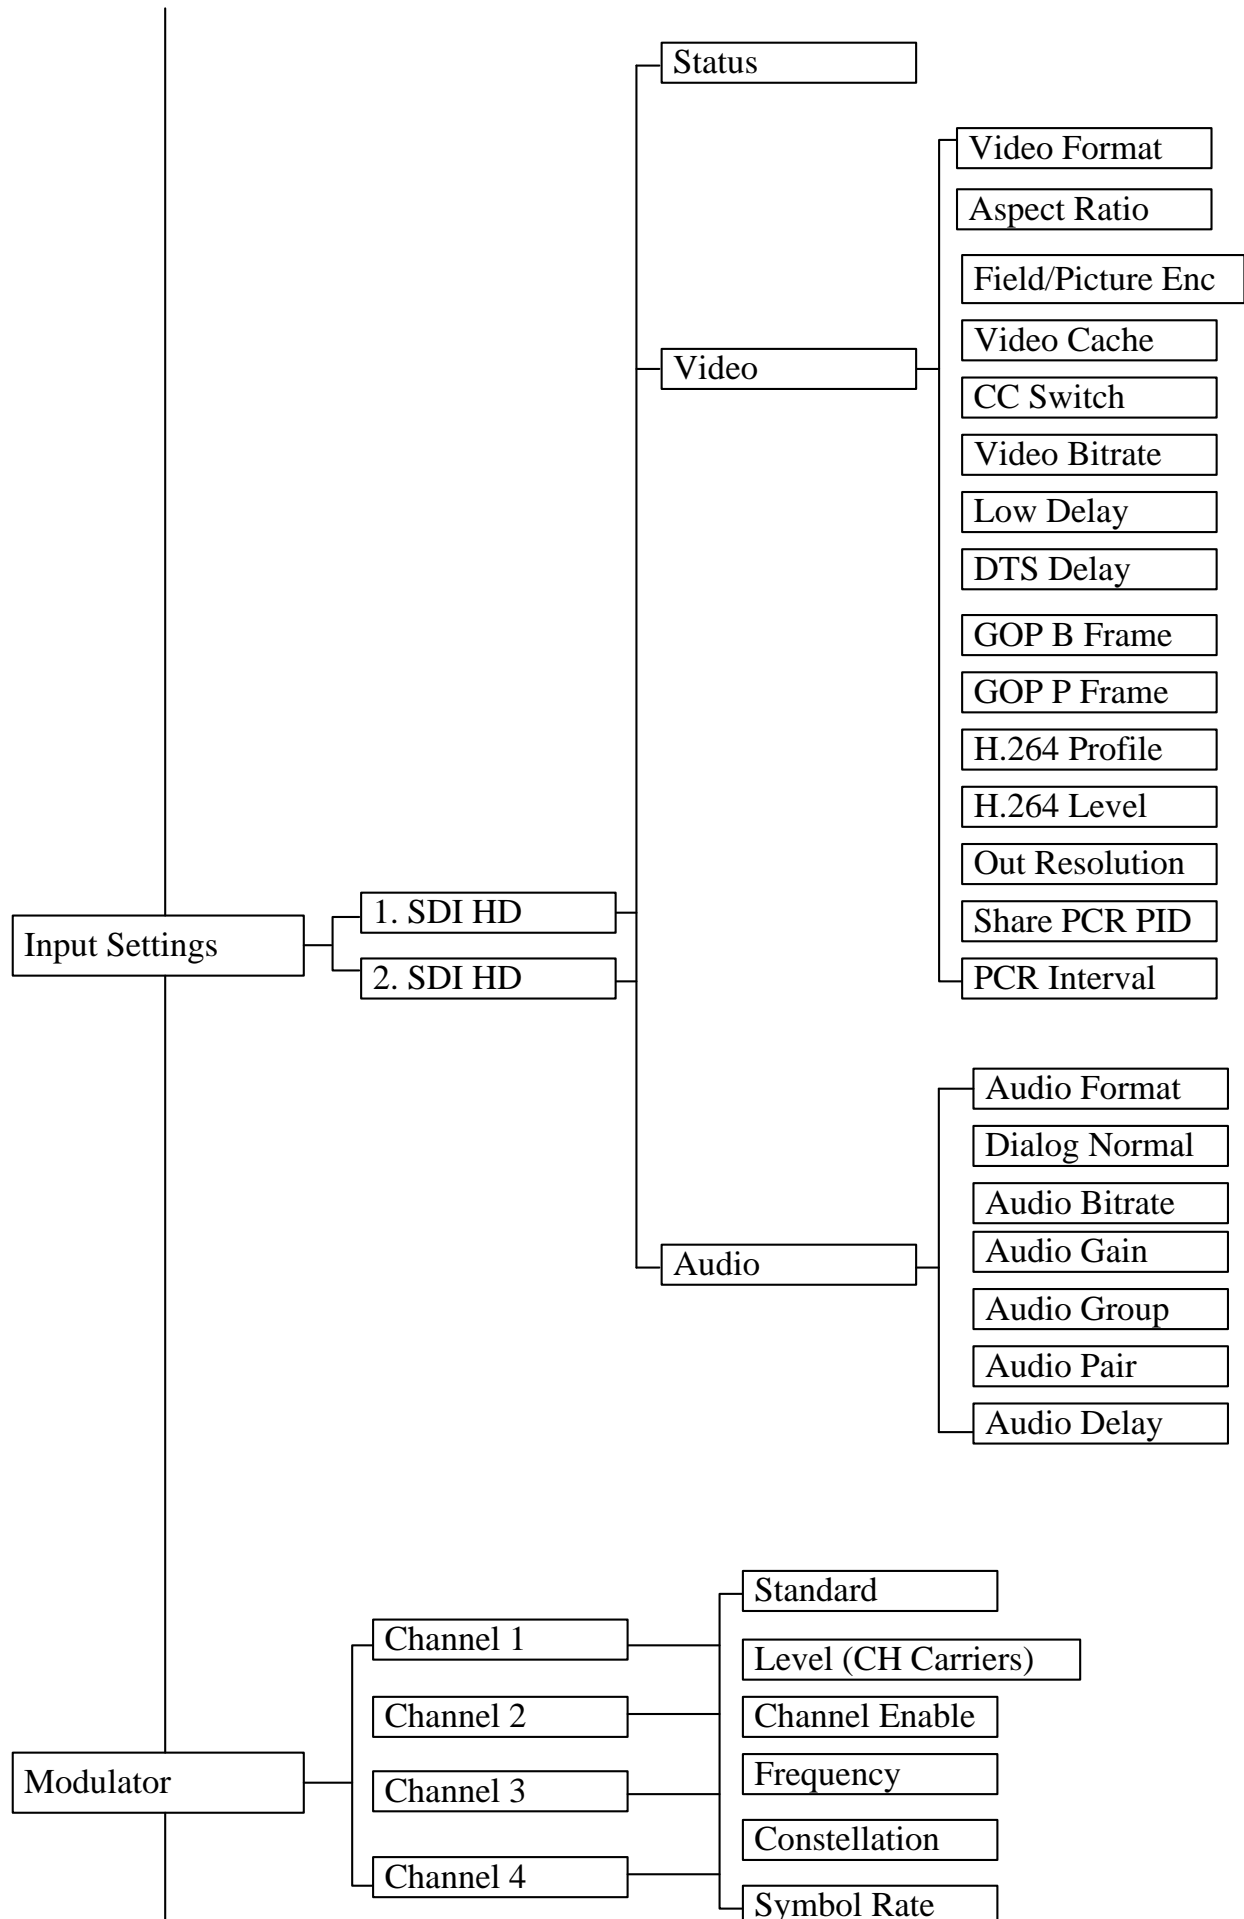 Status
Video Format
Aspect Ratio
Field/Picture Enc
Video Cache
Video
CC Switch
Video Bitrate
Low Delay
DTS Delay
GOP B Frame
GOP P Frame
H.264 Profile
H.264 Level
Out Resolution
1. SDI HD
Share PCR PID
Input Settings
2. SDI HD
PCR Interval
Audio Format
Dialog Normal
Audio Bitrate
Audio Gain
Audio
Audio Group
Audio Pair
Audio Delay
Standard
Channel 1
Level (CH Carriers)
Channel 2
Channel Enable
Frequency
Modulator
Channel 3
Constellation
Channel 4
Symbol Rate